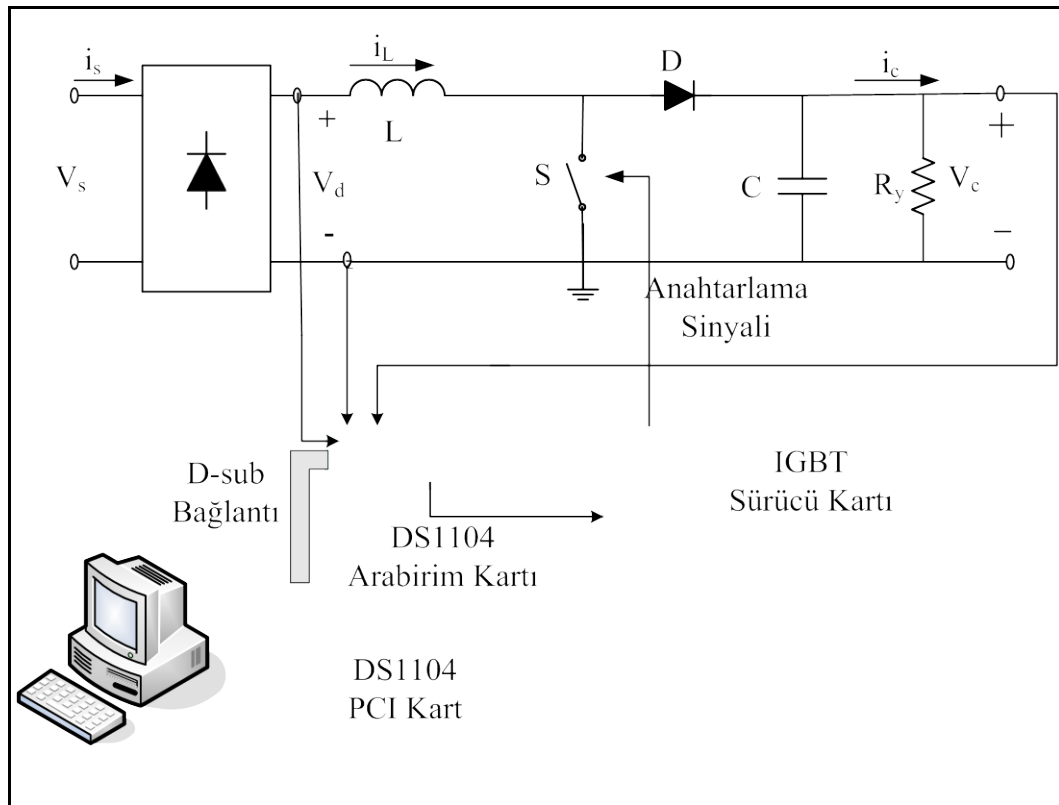 i_s
i_L
D
i_c
+
L
+
V_s
V_d
S
C
R_y
V_c
-
–
Anahtarlama
Sinyali
D-sub
Bağlantı
IGBT
Sürücü Kartı
DS1104
Arabirim Kartı
DS1104
PCI Kart